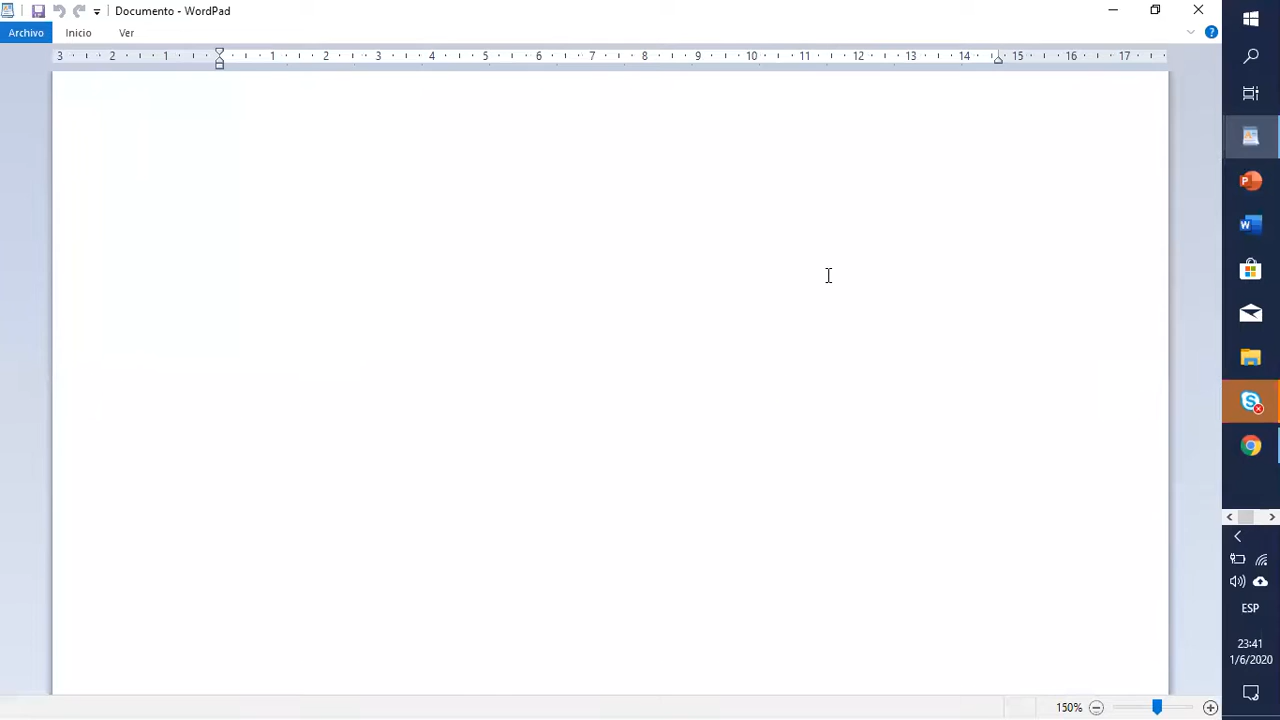 Documento - WordPad
Archivo Inicio Ver
3 2 1 1 2 3 4 5 6 7 8 9 10 11 12 13 14 15 16 17
ESP
23:41
1/6/2020
150%